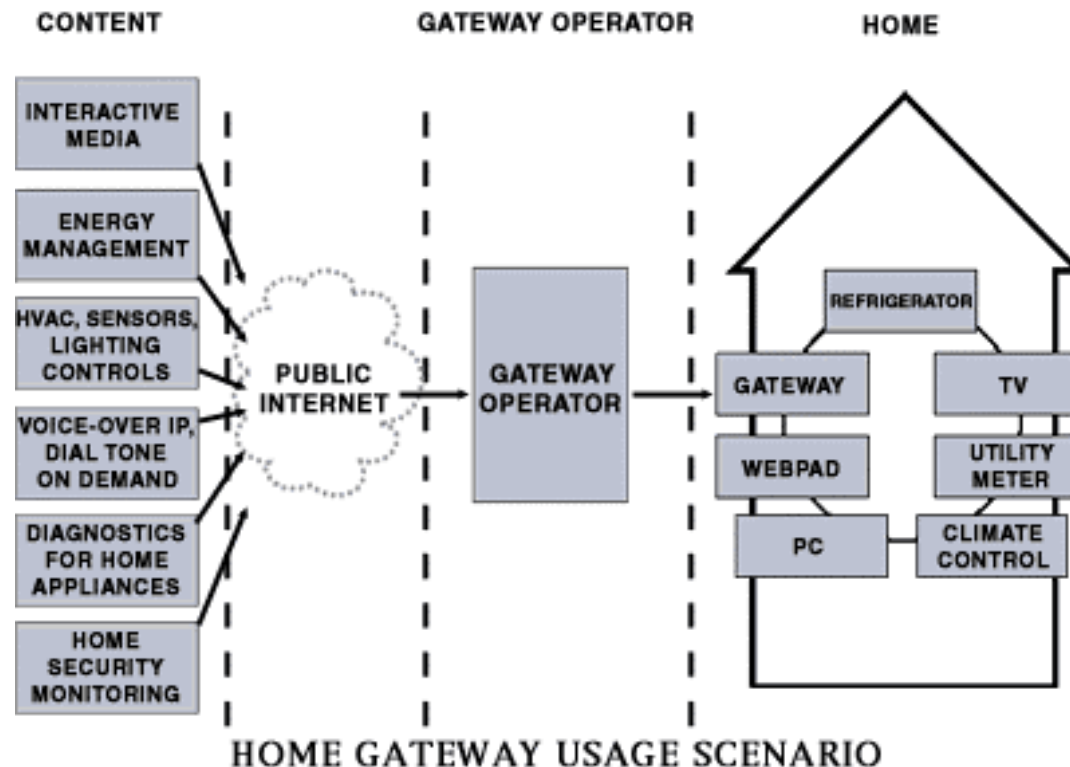 CONTENT
GATEWAY OPERATOR
HOME
INTERACTIVE
MEDIA
ENERGY
MANAGEMENT
HVAC, SENSORS,
LIGHTING
CONTROLS
VOICE-OVER IP,
DIAL TONE
ON DEMAND
DIAGNOSTICS
FOR HOME
APPLIANCES
HOME
SECURITY
MONITORING
PUBLIC
INTERNET
GATEWAY
OPERATOR
REFRIGERATOR
GATEWAY
TV
WEBPAD
UTILITY
METER
PC
CLIMATE
CONTROL
HOME GATEWAY USAGE SCENARIO